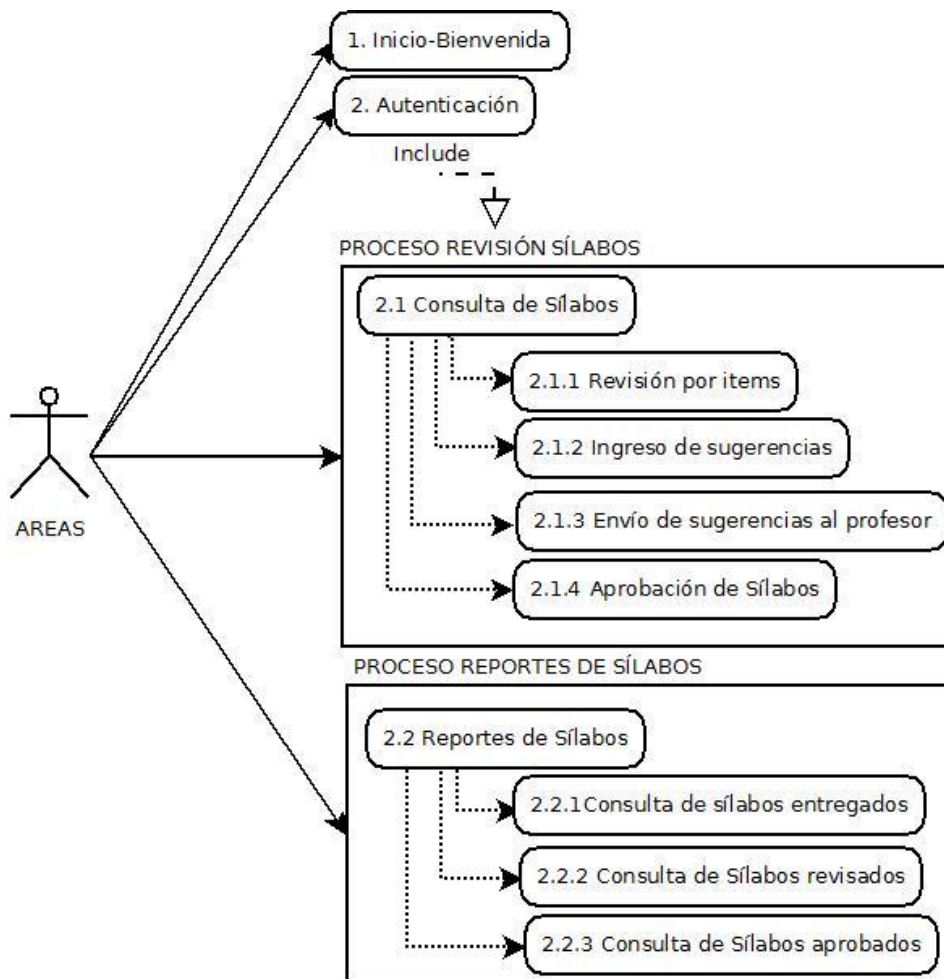 1. Inicio-Bienvenida
2. Autenticación
Include
PROCESO REVISIÓN SÍLABOS
2.1 Consulta de Sílabos
2.1.1 Revisión por items
2.1.2 Ingreso de sugerencias
2.1.3 Envío de sugerencias al profesor
2.1.4 Aprobación de Sílabos
AREAS
PROCESO REPORTES DE SÍLABOS
2.2 Reportes de Sílabos
2.2.1Consulta de sílabos entregados
2.2.2 Consulta de Sílabos revisados
2.2.3 Consulta de Sílabos aprobados